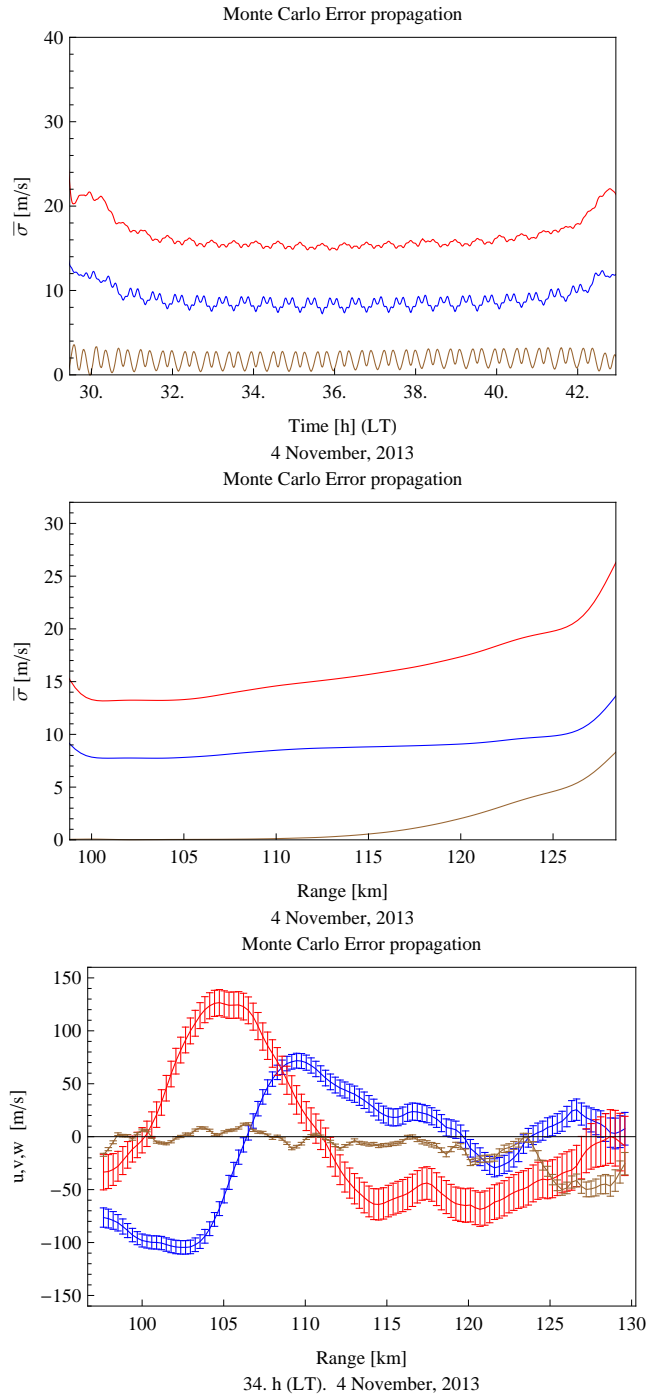 Monte Carlo Error propagation
40
30
20
10
0
σ [m/s]
30. 32. 34. 36. 38. 40. 42.
Time [h] (LT)
4 November, 2013
Monte Carlo Error propagation
30
25
20
15
10
5
0
σ [m/s]
100 105 110 115 120 125
Range [km]
4 November, 2013
Monte Carlo Error propagation
150
100
50
0
−50
−100
−150
u,v,w [m/s]
100 105 110 115 120 125 130
Range [km]
34. h (LT). 4 November, 2013